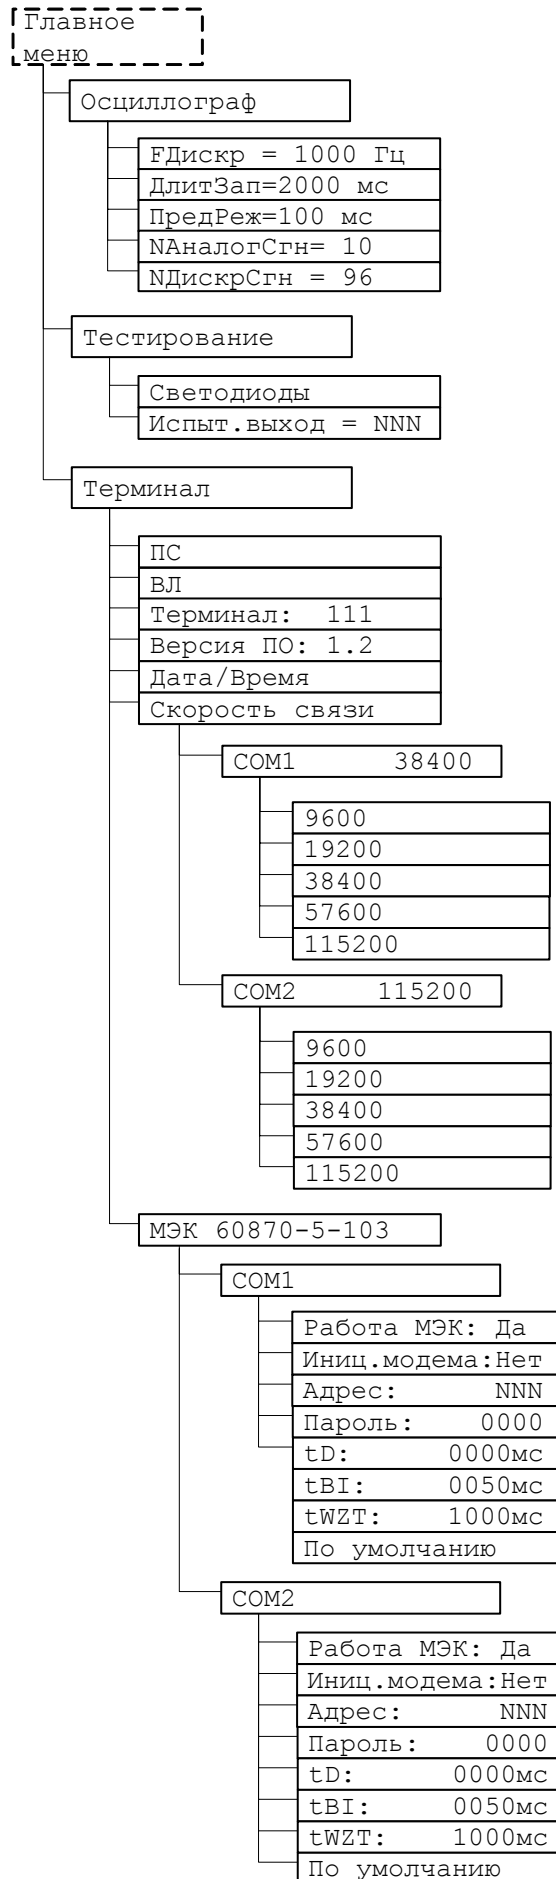 Главное
меню
Осциллограф
FДискр = 1000 Гц
ДлитЗап=2000 мс
ПредРеж=100 мс
NАналогСгн= 10
NДискрСгн = 96
Тестирование
Светодиоды
Испыт.выход = NNN
Терминал
ПС
ВЛ
Терминал: 111
Версия ПО: 1.2
Дата/Время
Скорость связи
COM1 38400
9600
19200
38400
57600
115200
COM2 115200
9600
19200
38400
57600
115200
МЭК 60870-5-103
COM1
Работа МЭК: Да
Иниц.модема:Нет
Адрес: NNN
Пароль: 0000
tD: 0000мс
tBI: 0050мс
tWZT: 1000мс
По умолчанию
COM2
Работа МЭК: Да
Иниц.модема:Нет
Адрес: NNN
Пароль: 0000
tD: 0000мс
tBI: 0050мс
tWZT: 1000мс
По умолчанию